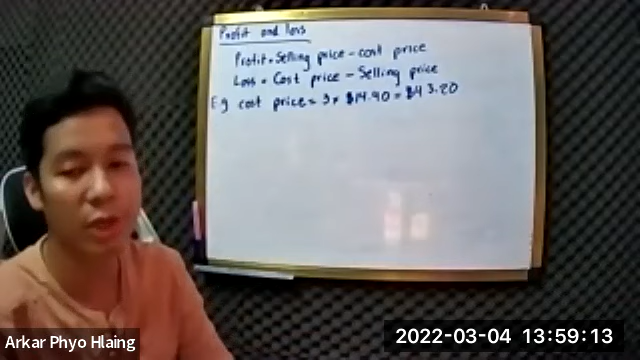 Profit and loss
Profit = Selling price - cost price
Loss = Cost price - Selling price
Eg cost price = 3 × $14.40 = $43.20
Arkar Phyo Hlaing
2022-03-04 13:59:13